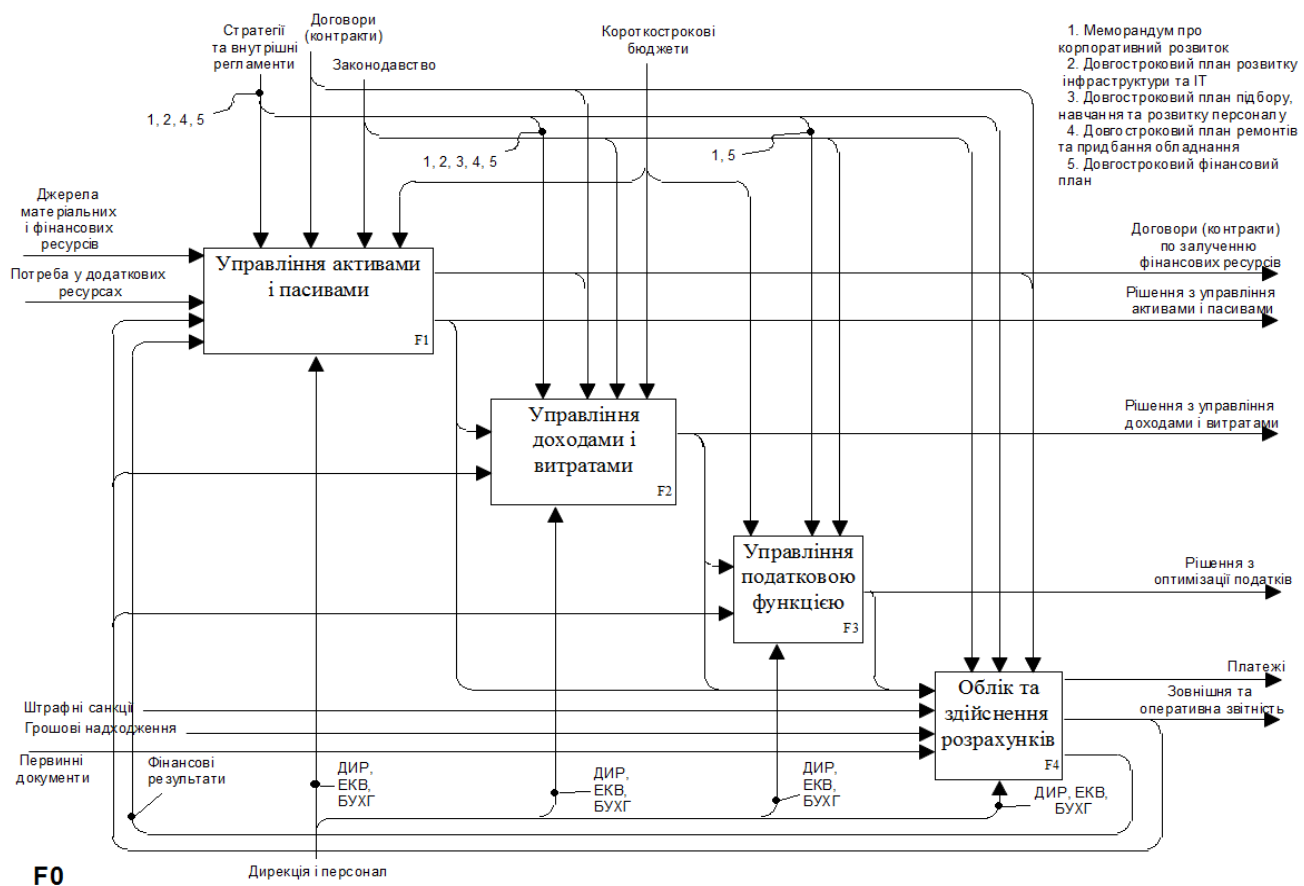 Стратегії
та внутрішні
регламенти
Договори
(контракти)
Законодавство
Короткострокові
бюджети
1. Меморандум про
корпоративний розвиток
2. Довгостроковий план розвитку
інфраструктури та ІТ
3. Довгостроковий план підбору,
навчання та розвитку персоналу
4. Довгостроковий план ремонтів
та придбання обладнання
5. Довгостроковий фінансовий
план
1, 2, 4, 5
1, 2, 3, 4, 5
1, 5
Джерела
матеріальних
і фінансових
ресурсів
Потреба у додаткових
ресурсах
Управління активами
і пасивами
F1
Договори (контракти)
по залученню
фінансових ресурсів
Рішення з управління
активами і пасивами
Управління
доходами і
витратами
F2
Рішення з управління
доходами і витратами
Управління
податковою
функцією
F3
Рішення з
оптимізації податків
Облік та
здійснення
розрахунків
F4
Платежі
Зовнішня та
оперативна звітність
Штрафні санкції
Грошові надходження
Первинні
документи
Фінансові
результати
ДИР,
ЕКВ,
БУХГ
ДИР,
ЕКВ,
БУХГ
ДИР,
ЕКВ,
БУХГ
ДИР, ЕКВ,
БУХГ
Дирекція і персонал
F0